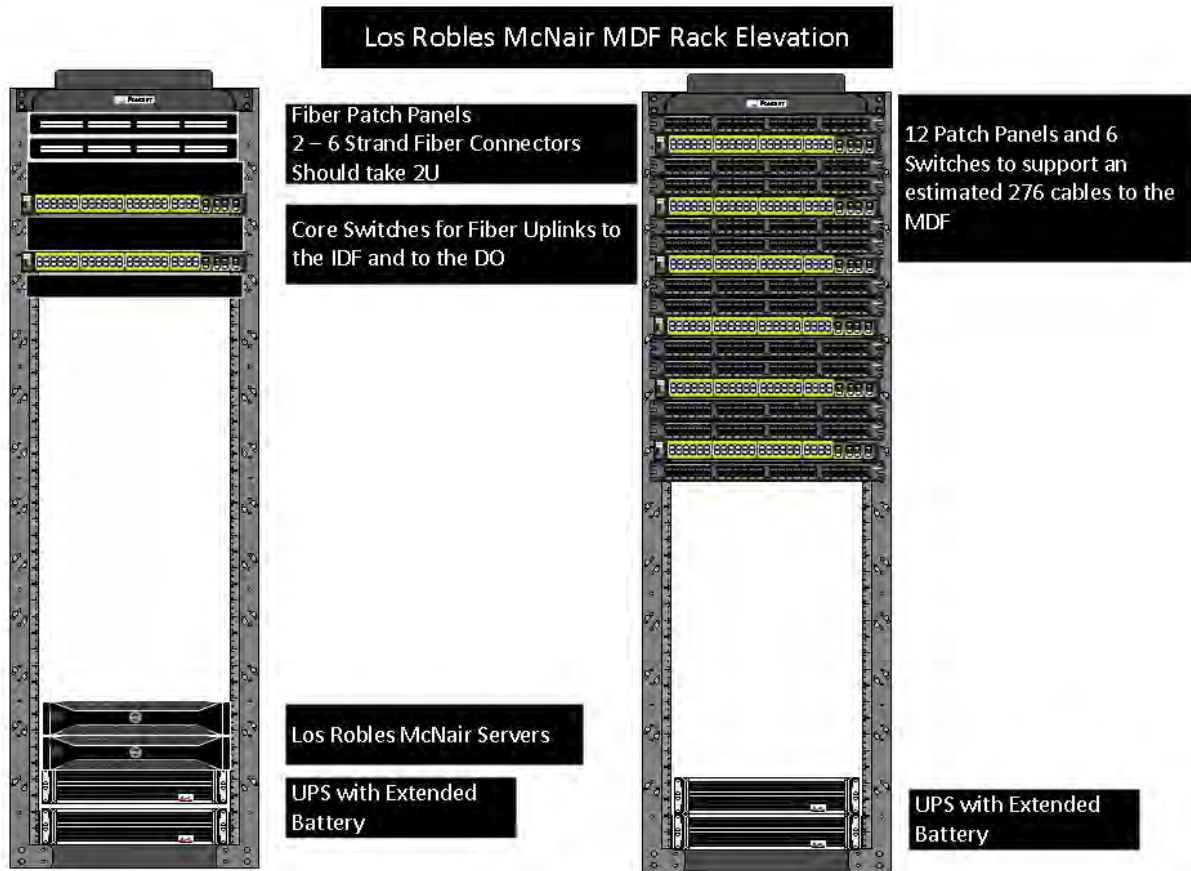 Los Robles McNair MDF Rack Elevation
Fiber Patch Panels
2 – 6 Strand Fiber Connectors
Should take 2U
Core Switches for Fiber Uplinks to
the IDF and to the DO
12 Patch Panels and 6
Switches to support an
estimated 276 cables to the
MDF
Los Robles McNair Servers
UPS with Extended
Battery
UPS with Extended
Battery